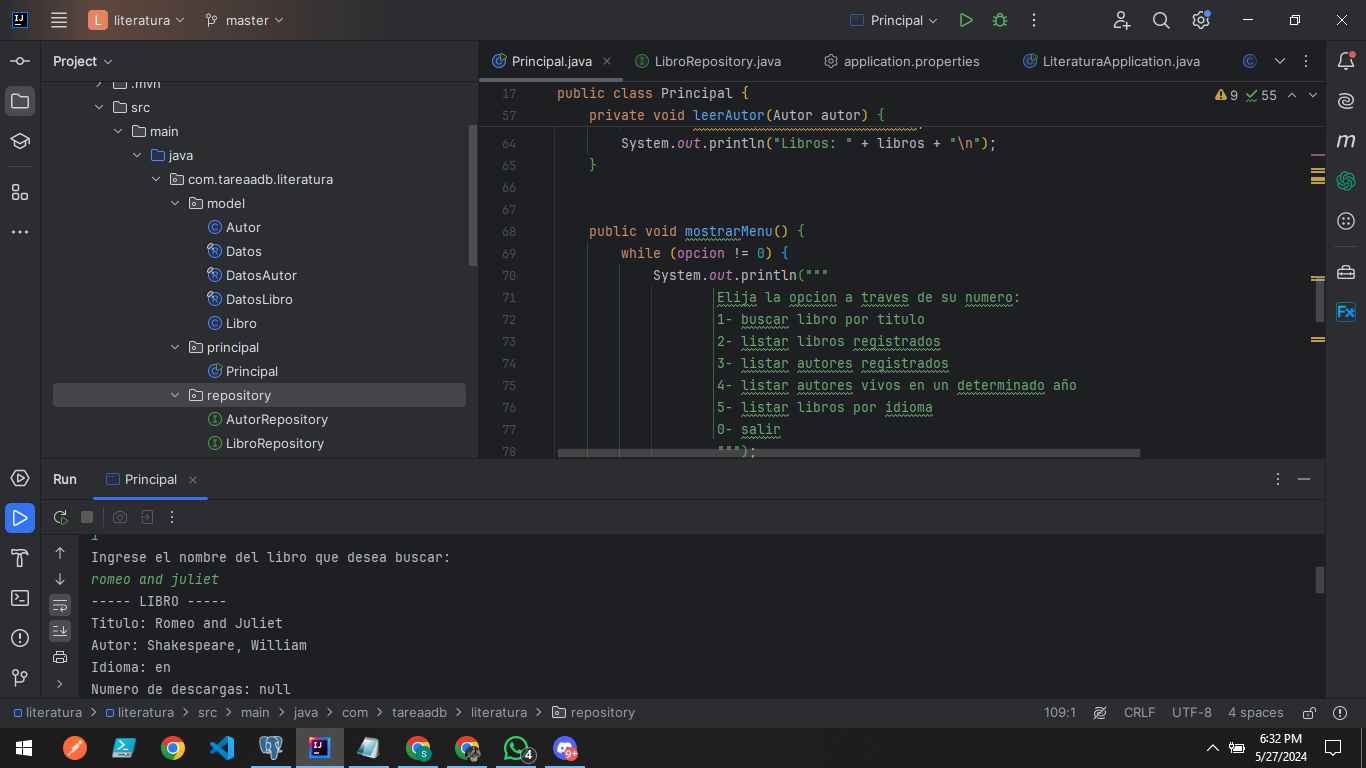 L literatura master Principal
Project
Principal.java LibroRepository.java application.properties LiteraturaApplication.java
.mvn
src
main
java
com.tareaadb.literatura
model
Autor
Datos
DatosAutor
DatosLibro
Libro
principal
Principal
repository
AutorRepository
LibroRepository
9 55
17 public class Principal {
57 private void leerAutor(Autor autor) {
64 System.out.println("Libros: " + libros + "\n");
65 }
66
67
68 public void mostrarMenu() {
69 while (opcion != 0) {
70 System.out.println("""
71 Elija la opcion a traves de su numero:
72 1- buscar libro por titulo
73 2- listar libros registrados
74 3- listar autores registrados
75 4- listar autores vivos en un determinado año
76 5- listar libros por idioma
77 0- salir
78 """);
Run Principal
1
Ingrese el nombre del libro que desea buscar:
romeo and juliet
----- LIBRO -----
Titulo: Romeo and Juliet
Autor: Shakespeare, William
Idioma: en
Numero de descargas: null
literatura > literatura > src > main > java > com > tareaadb > literatura > repository
109:1 CRLF UTF-8 4 spaces
S 4 9+
6:32 PM
5/27/2024